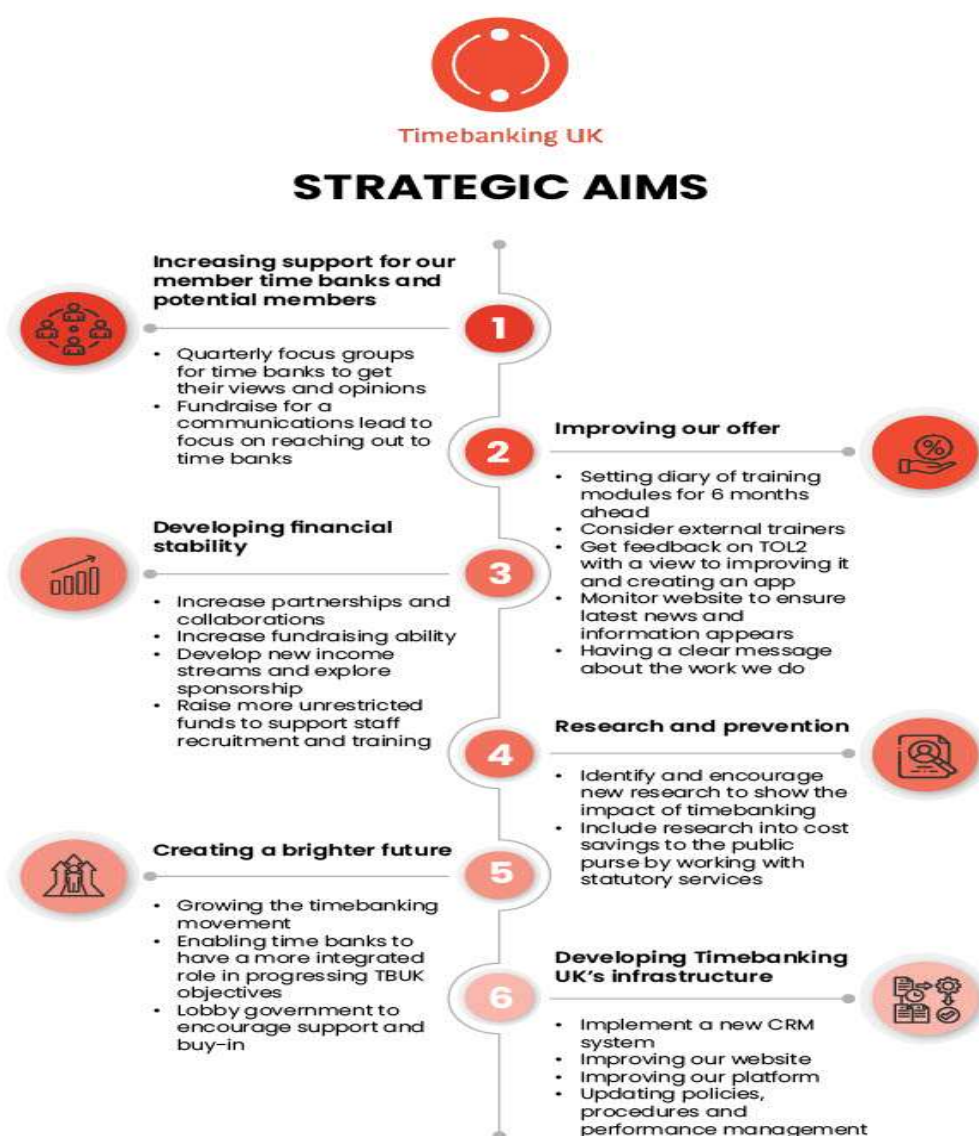 Timebanking UK
STRATEGIC AIMS
Increasing support for our
member time banks and
potential members
1
• Quarterly focus groups
for time banks to get
their views and opinions
• Fundraise for a
communications lead to
focus on reaching out to
time banks
2
Improving our offer
• Setting diary of training
modules for 6 months
ahead
• Consider external trainers
• Get feedback on TOL2
with a view to improving it
and creating an app
• Monitor website to ensure
latest news and
information appears
• Having a clear message
about the work we do
Developing financial
stability
3
• Increase partnerships and
collaborations
• Increase fundraising ability
• Develop new income
streams and explore
sponsorship
• Raise more unrestricted
funds to support staff
recruitment and training
4
Research and prevention
• Identify and encourage
new research to show the
impact of timebanking
• Include research into cost
savings to the public
purse by working with
statutory services
Creating a brighter future
5
• Growing the timebanking
movement
• Enabling time banks to
have a more integrated
role in progressing TBUK
objectives
• Lobby government to
encourage support and
buy-in
6
Developing Timebanking
UK's infrastructure
• Implement a new CRM
system
• Improving our website
• Improving our platform
• Updating policies,
procedures and
performance management